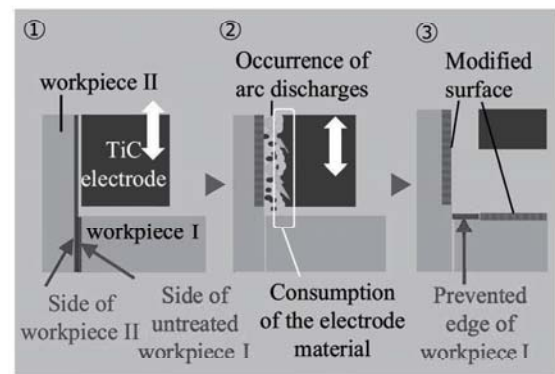 ①
workpiece II
TiC
electrode
workpiece I
Side of
workpiece II
Side of
untreated
workpiece I
②
Occurrence of
arc discharges
Consumption
of the electrode
material
③
Modified
surface
Prevented
edge of
workpiece I